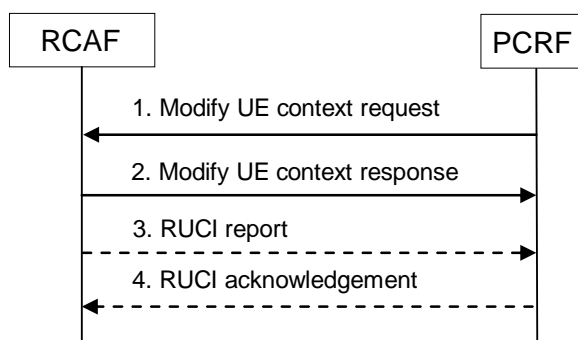 RCAF
PCRF
1. Modify UE context request
2. Modify UE context response
3. RUCI report
4. RUCI acknowledgement